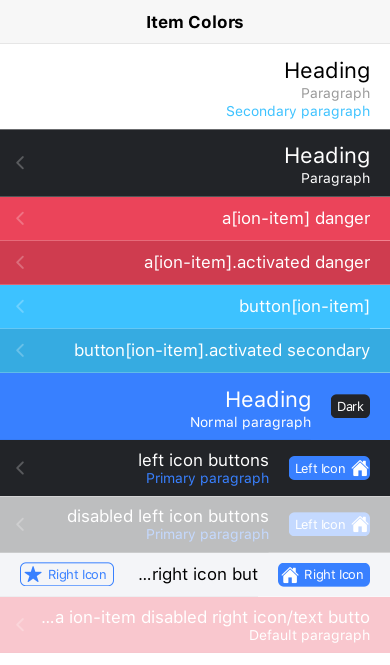 Item Colors
Heading
Paragraph
Secondary paragraph
Heading
Paragraph
a[ion-item] danger
a[ion-item].activated danger
button[ion-item]
button[ion-item].activated secondary
Heading
Normal paragraph
Dark
left icon buttons
Primary paragraph
Left Icon
disabled left icon buttons
Primary paragraph
Left Icon
Right Icon
...right icon but
Right Icon
...a ion-item disabled right icon/text butto
Default paragraph